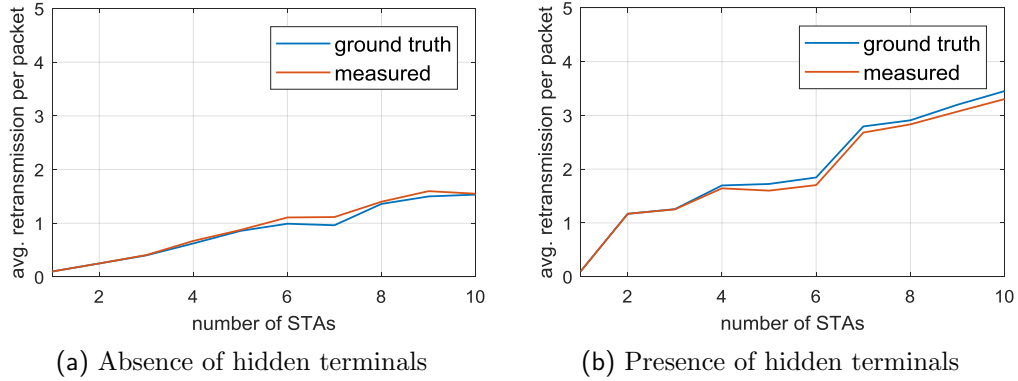 5
4
3
2
1
0
avg. retransmission per packet
ground truth
measured
2 4 6 8 10
number of STAs
(a) Absence of hidden terminals
5
4
3
2
1
0
avg. retransmission per packet
ground truth
measured
2 4 6 8 10
number of STAs
(b) Presence of hidden terminals